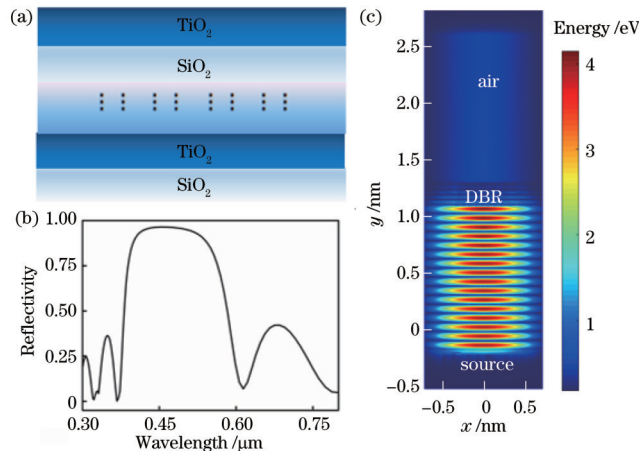 (a)
TiO2
SiO2
TiO2
SiO2
(b)
1.00
0.75
0.50
0.25
0
Reflectivity
0.30 0.45 0.60 0.75
Wavelength /μm
(c)
Energy /eV
2.5
2.0
1.5
1.0
0.5
0
−0.5
y /nm
air
DBR
source
−0.5 0 0.5
x /nm
4
3
2
1